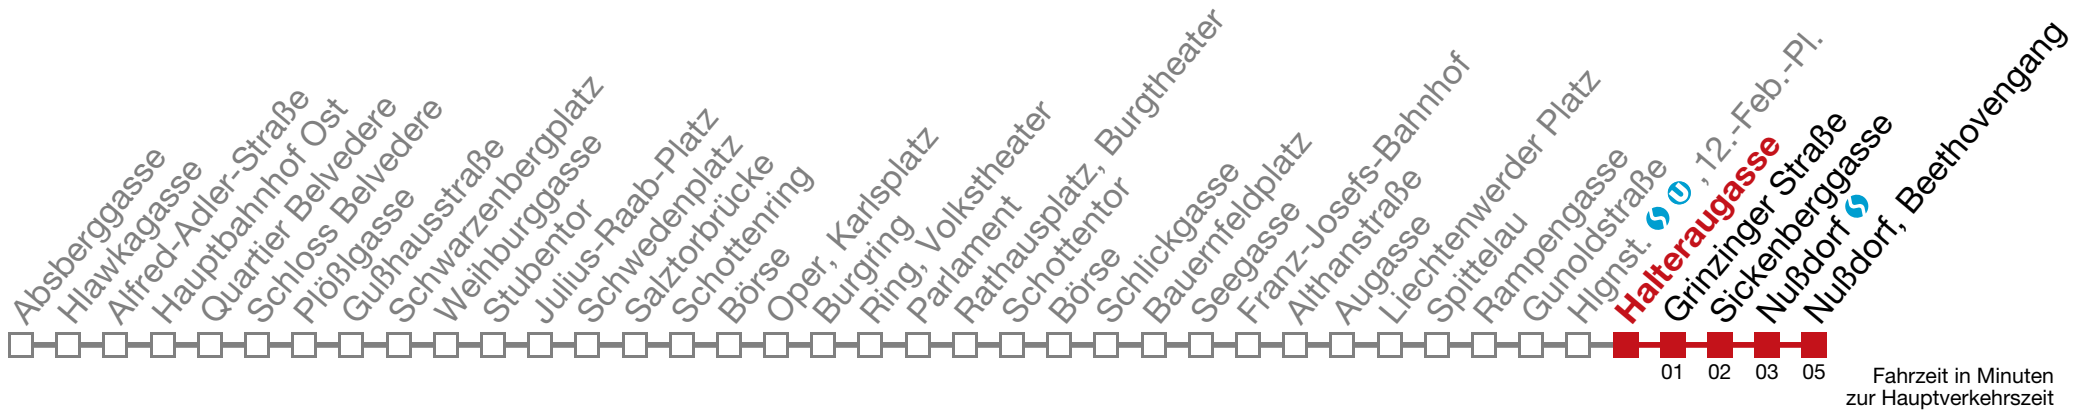 Absberggasse
Hlawkagasse
Alfred-Adler-Straße
Hauptbahnhof Ost
Quartier Belvedere
Schloss Belvedere
Plößlgasse
Gußhausstraße
Schwarzenbergplatz
Weihburggasse
Stubentor
Julius-Raab-Platz
Schwedenplatz
Salztorbrücke
Schottenring
Börse
Oper, Karlsplatz
Burgring
Ring, Volkstheater
Parlament
Rathausplatz, Burgtheater
Schottentor
Börse
Schlickgasse
Bauernfeldplatz
Seegasse
Franz-Josefs-Bahnhof
Althanstraße
Augasse
Liechtenwerder Platz
Spittelau
Rampengasse
Gunoldstraße
Hlgnst. S U , 12.-Feb.-Pl.
Halteraugasse
Grinzinger Straße
Sickenberggasse
Nußdorf S
Nußdorf, Beethovengang
01 02 03 05
Fahrzeit in Minuten
zur Hauptverkehrszeit